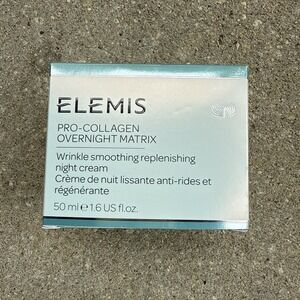 ELEMIS
PRO-COLLAGEN
OVERNIGHT MATRIX
Wrinkle smoothing replenishing
night cream
Crème de nuit lissante anti-rides et
régénérante
50 ml ℮ 1.6 US fl.oz.